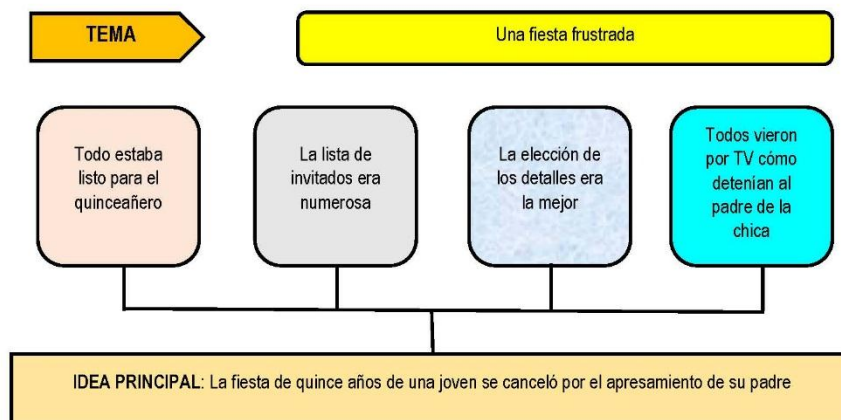 TEMA
Una fiesta frustrada
Todo estaba
listo para el
quinceañero
La lista de
invitados era
numerosa
La elección de
los detalles era
la mejor
Todos vieron
por TV cómo
detenían al
padre de la
chica
IDEA PRINCIPAL: La fiesta de quince años de una joven se canceló por el apresamiento de su padre